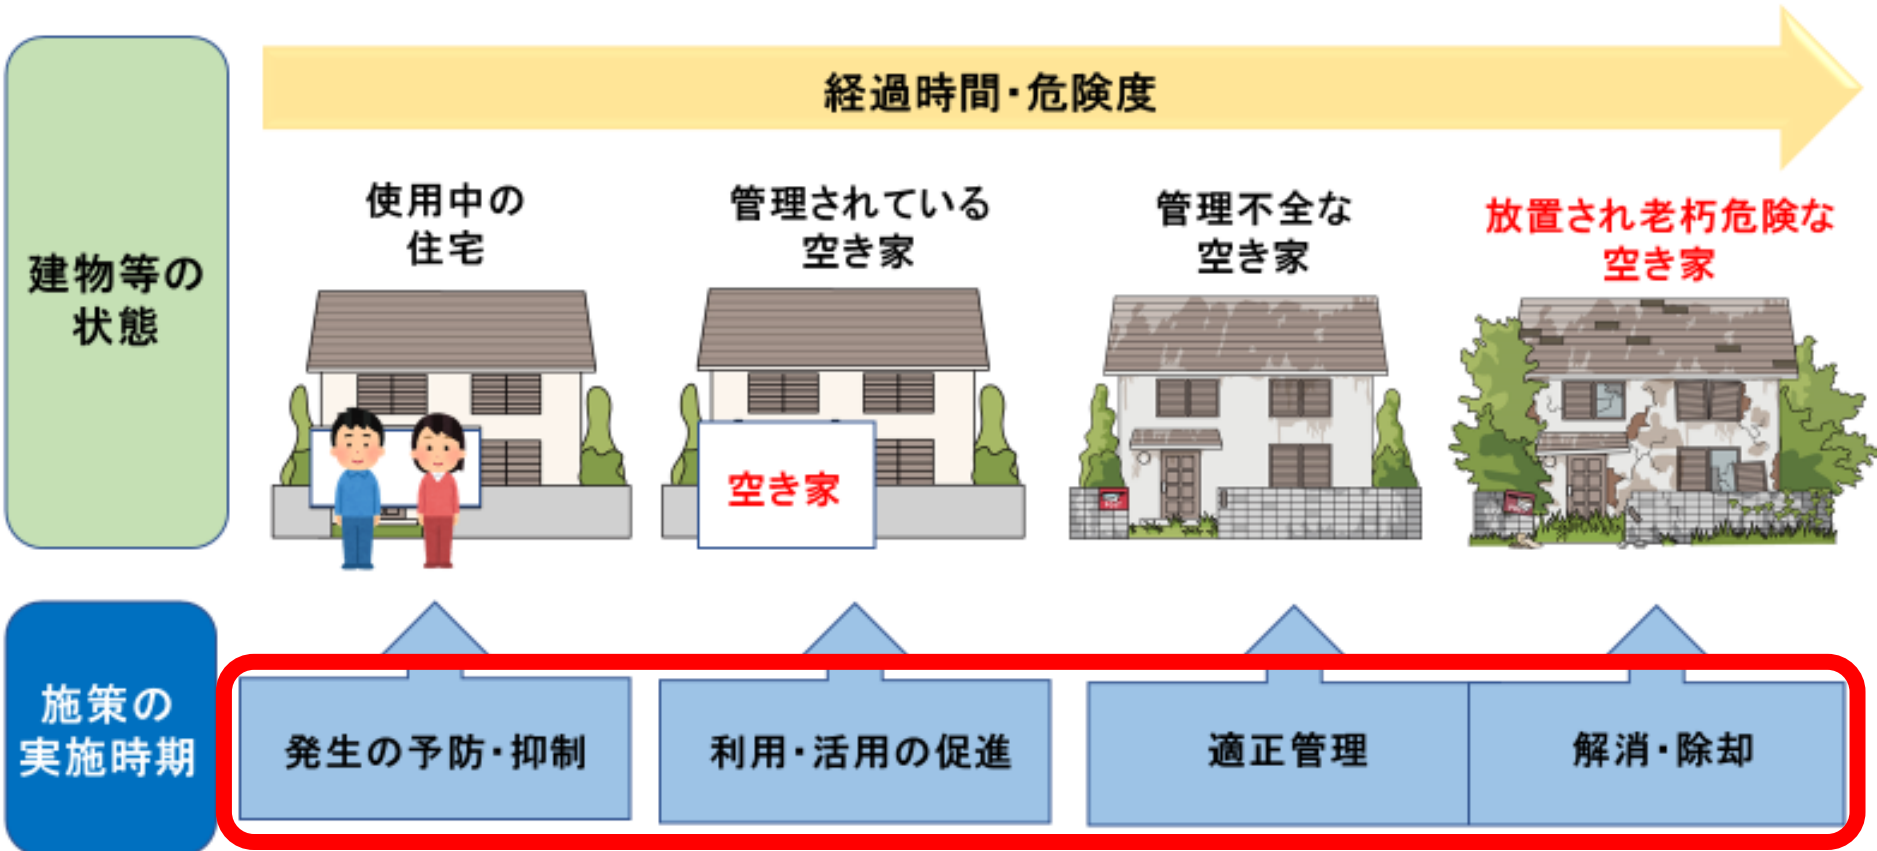 経過時間・危険度
建物等の
状態
使用中の
住宅
管理されている
空き家
管理不全な
空き家
放置され老朽危険な
空き家
空き家
施策の
実施時期
発生の予防・抑制
利用・活用の促進
適正管理
解消・除却